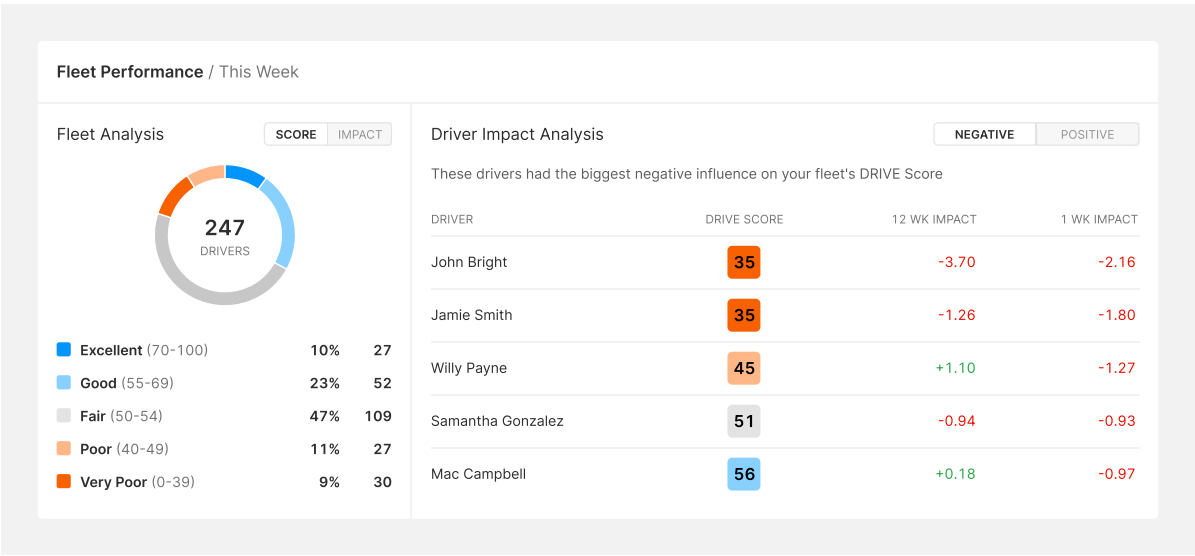 Fleet Performance / This Week
Fleet Analysis
SCORE IMPACT
247
DRIVERS
Excellent (70-100) 10% 27
Good (55-69) 23% 52
Fair (50-54) 47% 109
Poor (40-49) 11% 27
Very Poor (0-39) 9% 30
Driver Impact Analysis
NEGATIVE POSITIVE
These drivers had the biggest negative influence on your fleet's DRIVE Score
DRIVER DRIVE SCORE 12 WK IMPACT 1 WK IMPACT
John Bright 35 -3.70 -2.16
Jamie Smith 35 -1.26 -1.80
Willy Payne 45 +1.10 -1.27
Samantha Gonzalez 51 -0.94 -0.93
Mac Campbell 56 +0.18 -0.97